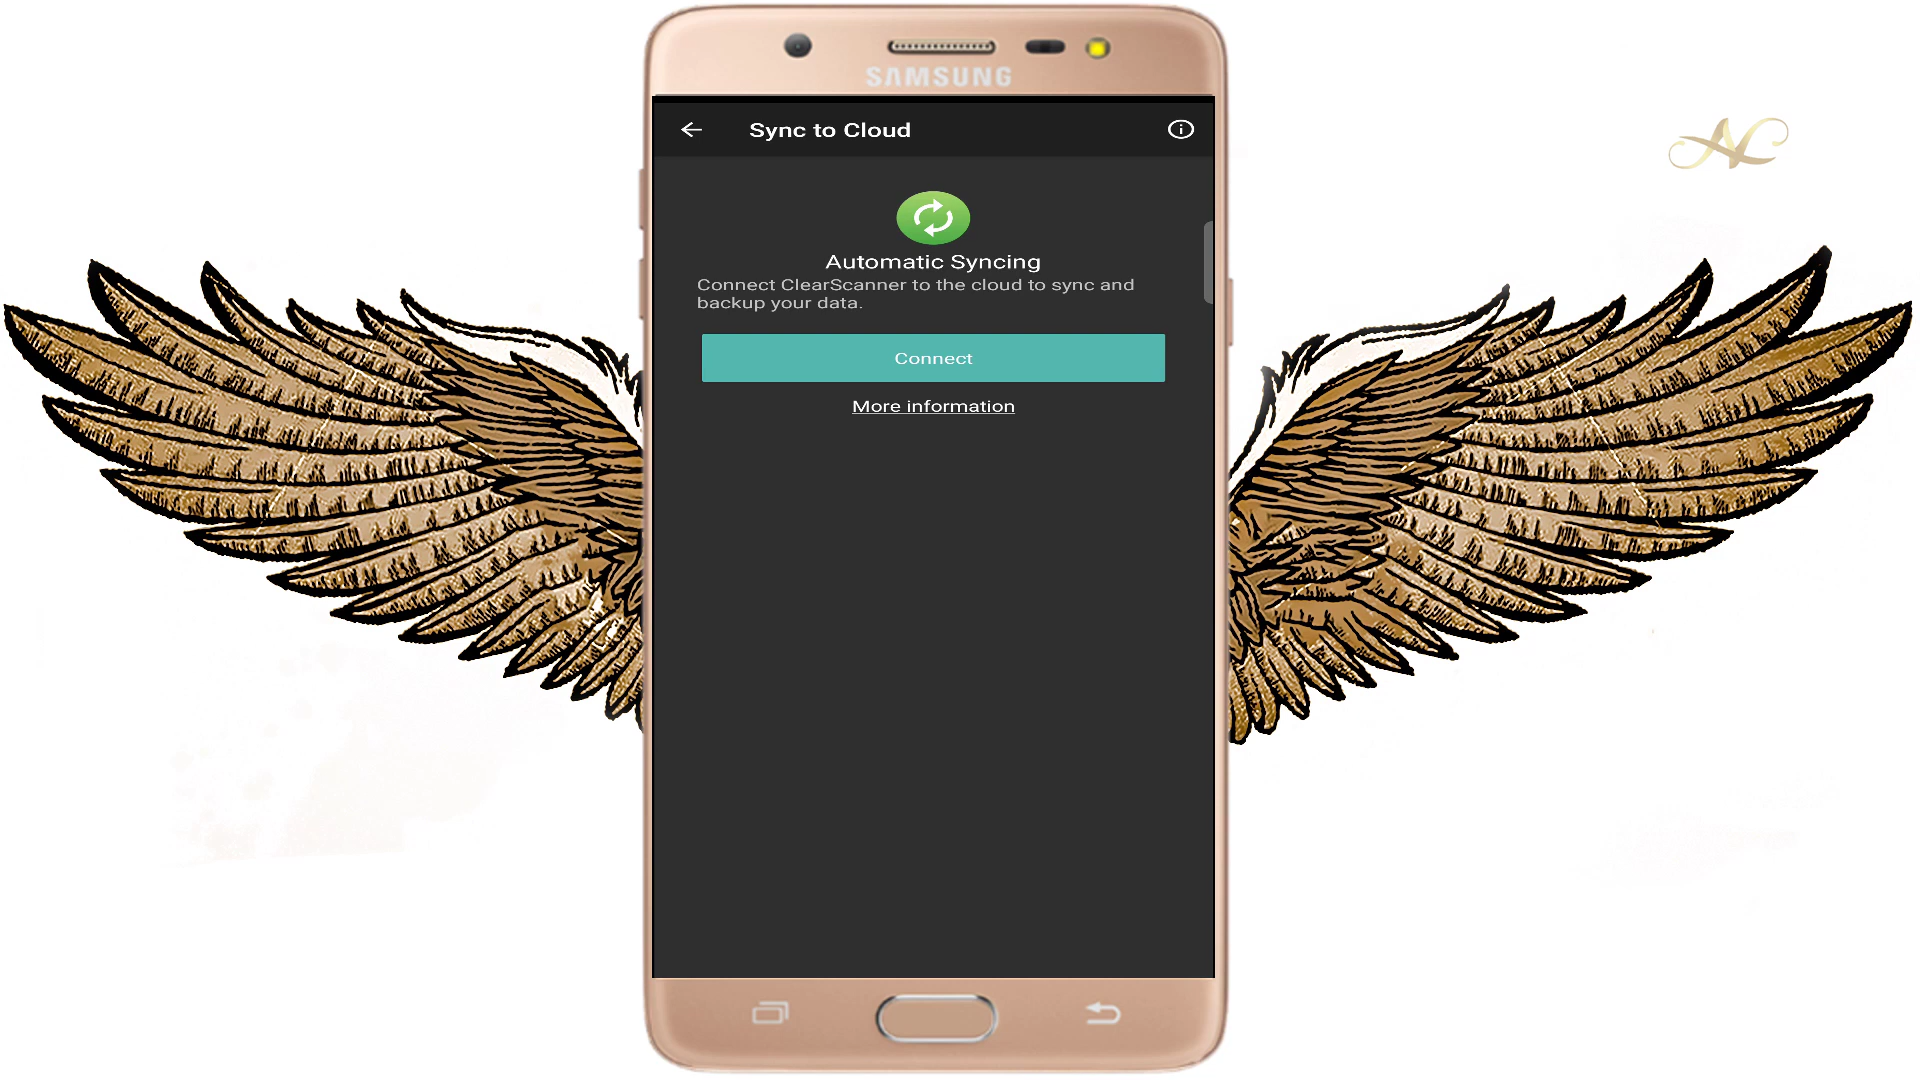 SAMSUNG
Sync to Cloud
Automatic Syncing
Connect ClearScanner to the cloud to sync and
backup your data.
Connect
More information